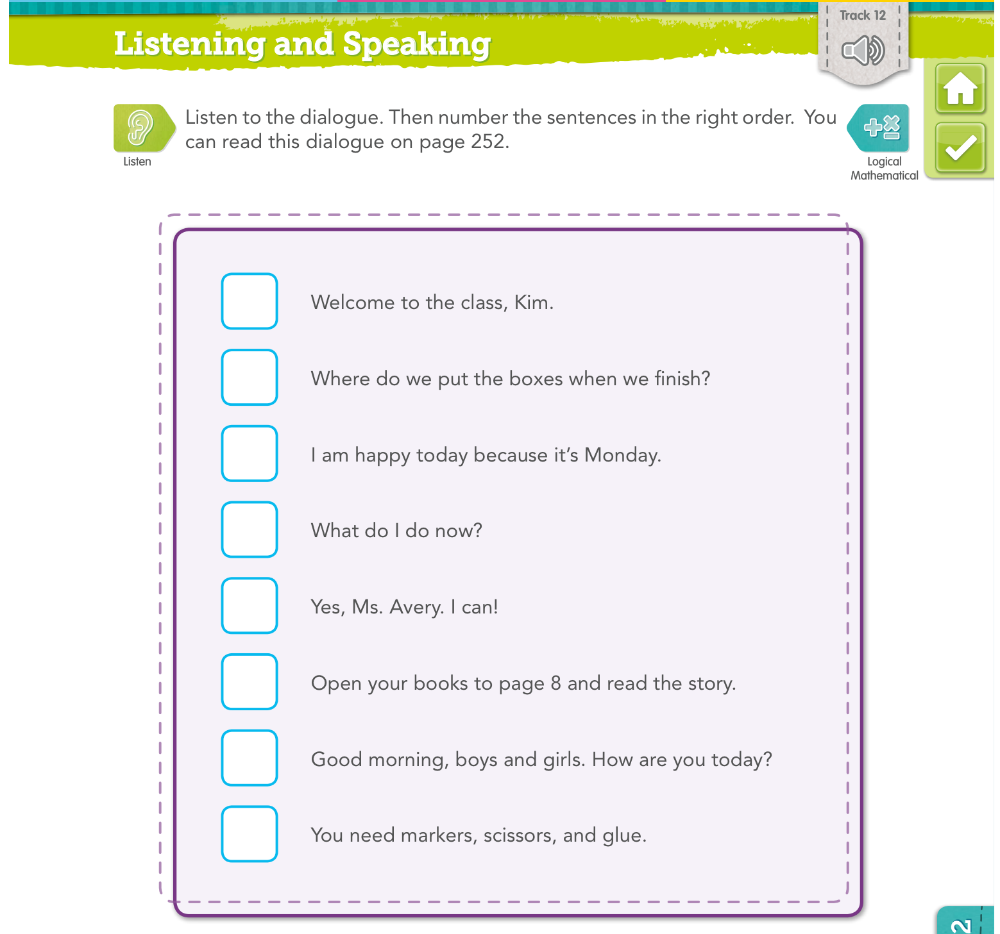 Track 12
Listening and Speaking
Listen to the dialogue. Then number the sentences in the right order.  You
can read this dialogue on page 252.
Listen
Logical
Mathematical
Welcome to the class, Kim.
Where do we put the boxes when we finish?
I am happy today because it’s Monday.
What do I do now?
Yes, Ms. Avery. I can!
Open your books to page 8 and read the story.
Good morning, boys and girls. How are you today?
You need markers, scissors, and glue.
2